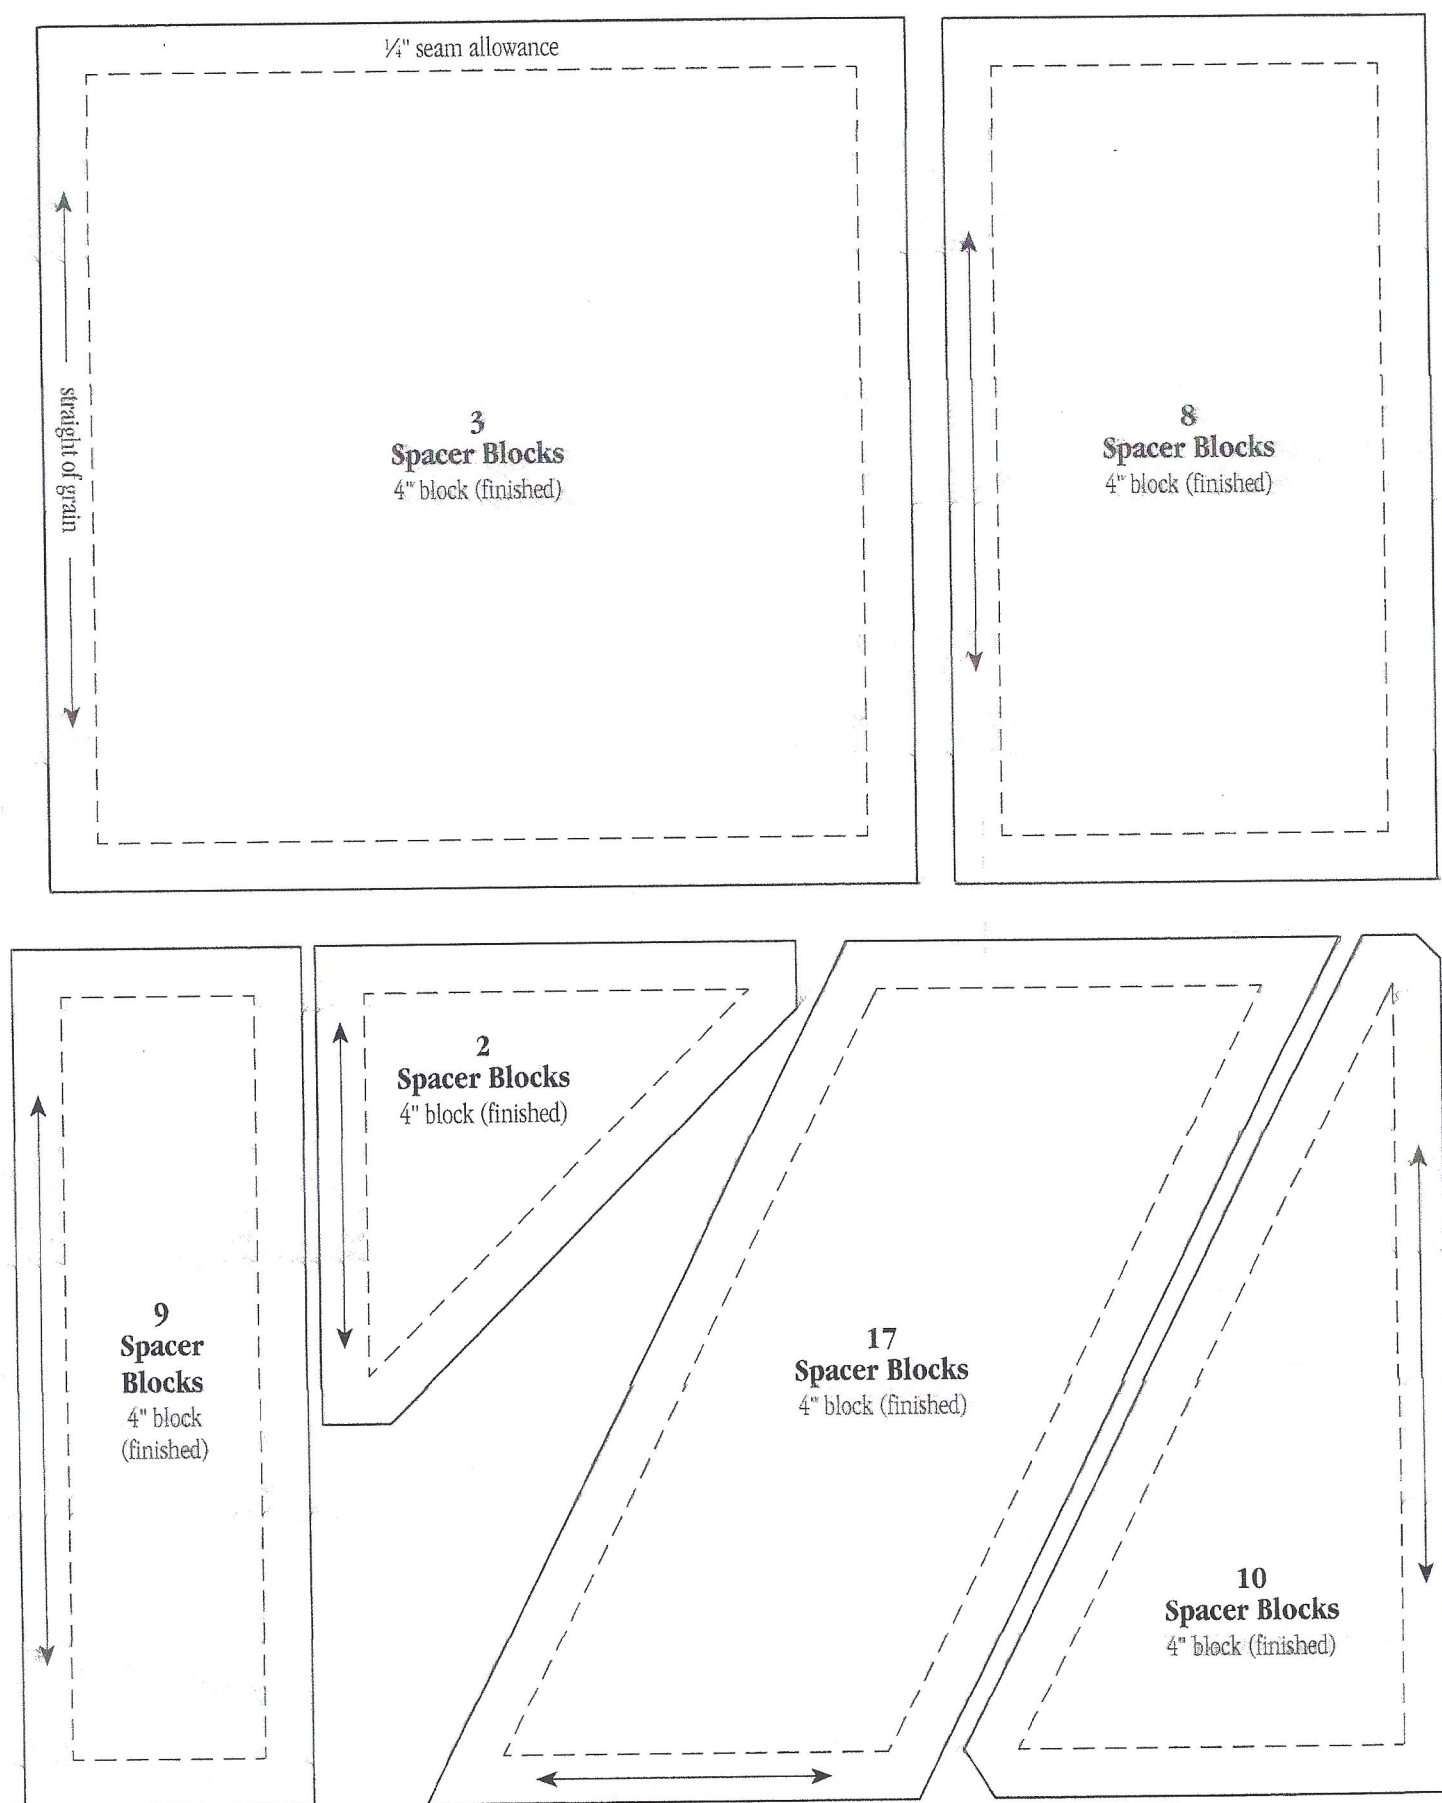 ¼" seam allowance
straight of grain
3
Spacer Blocks
4" block (finished)
8
Spacer Blocks
4" block (finished)
9
Spacer
Blocks
4" block
(finished)
2
Spacer Blocks
4" block (finished)
17
Spacer Blocks
4" block (finished)
10
Spacer Blocks
4" block (finished)